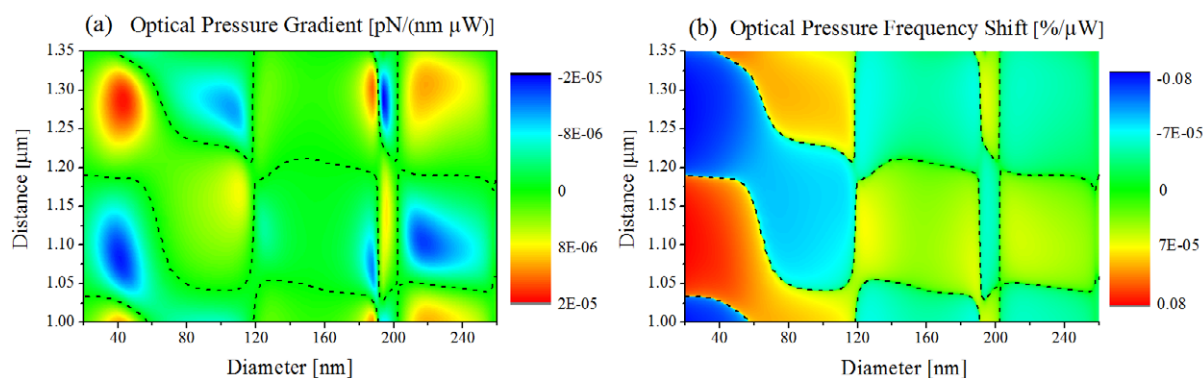 (a) Optical Pressure Gradient [pN/(nm µW)]
1.35
1.30
1.25
1.20
1.15
1.10
1.05
1.00
Distance [µm]
40 80 120 160 200 240
Diameter [nm]
-2E-05
-8E-06
0
8E-06
2E-05
(b) Optical Pressure Frequency Shift [%/µW]
1.35
1.30
1.25
1.20
1.15
1.10
1.05
1.00
Distance [µm]
40 80 120 160 200 240
Diameter [nm]
-0.08
-7E-05
0
7E-05
0.08